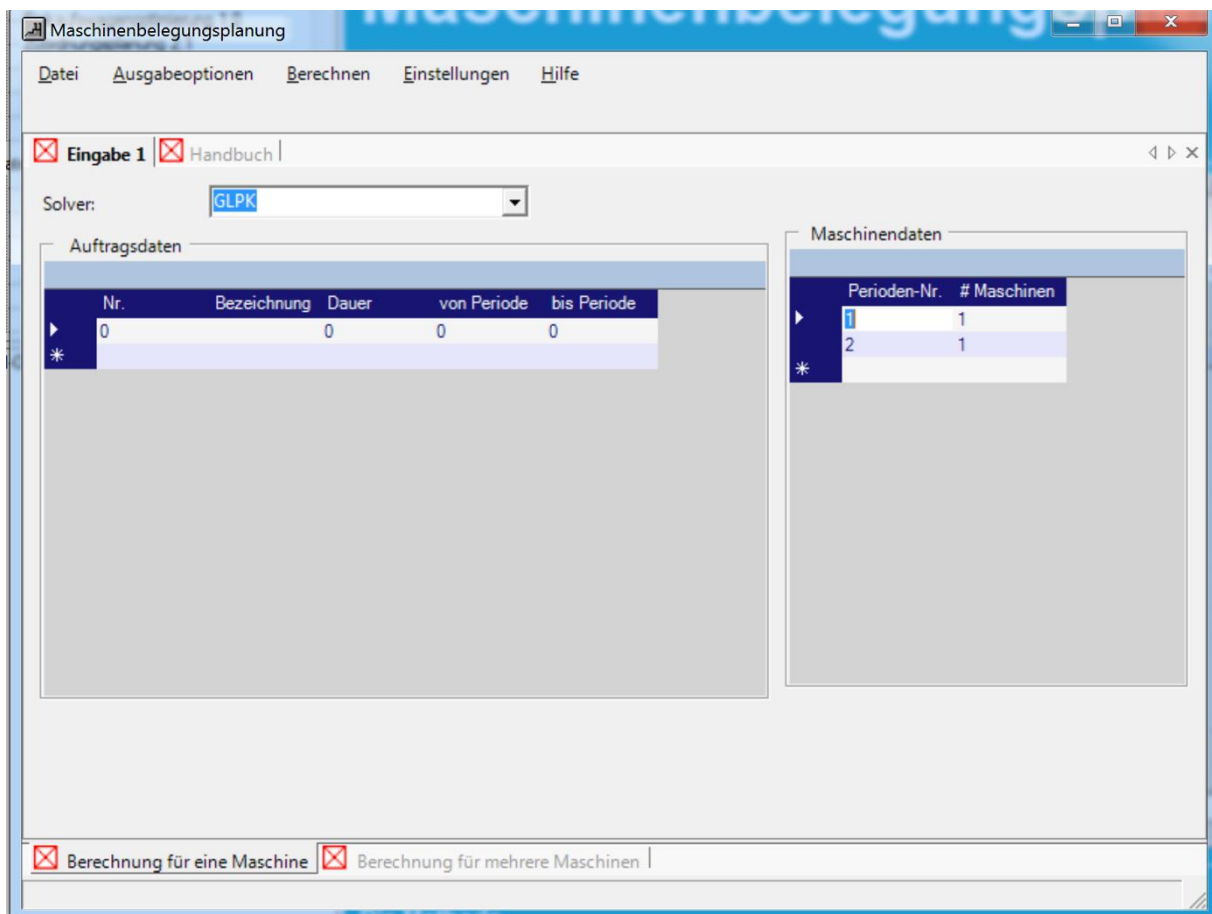 Maschinenbelegungsplanung
Datei Ausgabeoptionen Berechnen Einstellungen Hilfe
Eingabe 1 Handbuch
Solver: GLPK
Auftragsdaten
Nr. Bezeichnung Dauer von Periode bis Periode
0 0 0 0
Maschinendaten
Perioden-Nr. # Maschinen
1 1
2 1
Berechnung für eine Maschine Berechnung für mehrere Maschinen